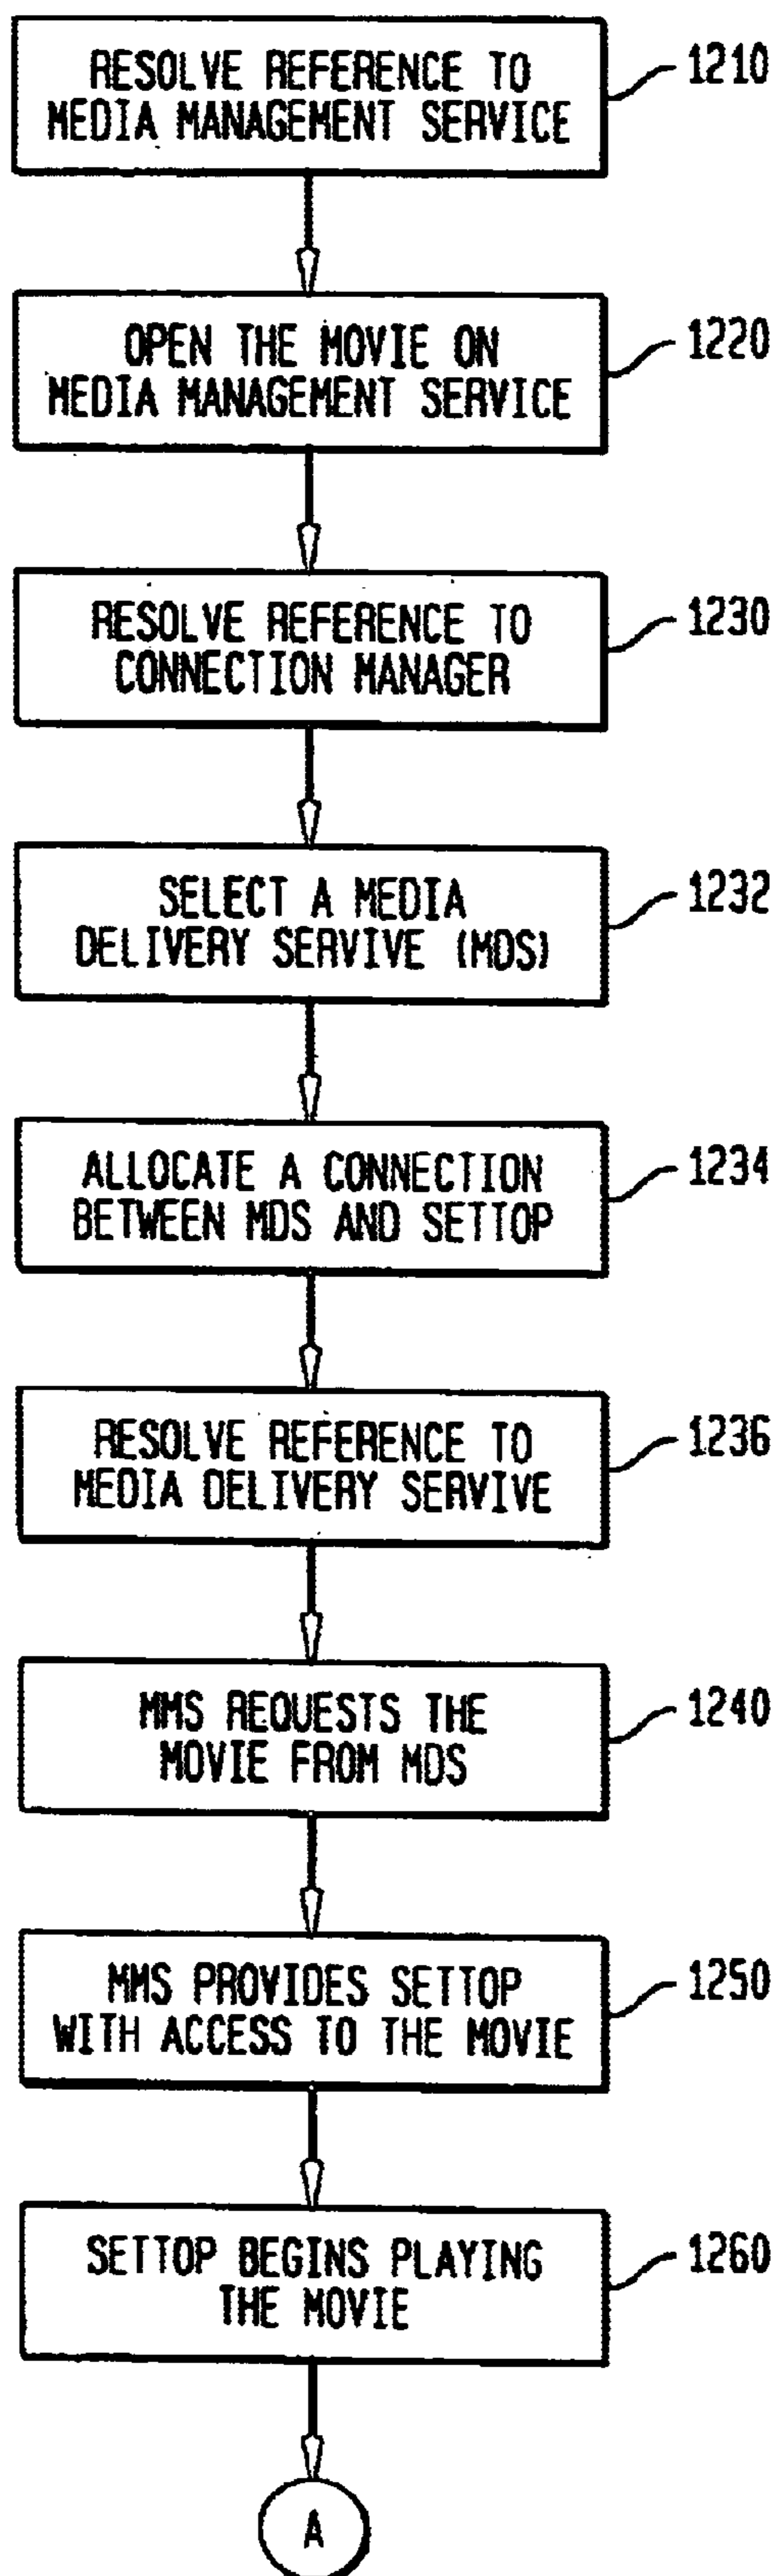 RESOLVE REFERENCE TO
MEDIA MANAGEMENT SERVICE
1210
OPEN THE MOVIE ON
MEDIA MANAGEMENT SERVICE
1220
RESOLVE REFERENCE TO
CONNECTION MANAGER
1230
SELECT A MEDIA
DELIVERY SERVIVE (MDS)
1232
ALLOCATE A CONNECTION
BETWEEN MDS AND SETTOP
1234
RESOLVE REFERENCE TO
MEDIA DELIVERY SERVIVE
1236
MMS REQUESTS THE
MOVIE FROM MDS
1240
MMS PROVIDES SETTOP
WITH ACCESS TO THE MOVIE
1250
SETTOP BEGINS PLAYING
THE MOVIE
1260
A